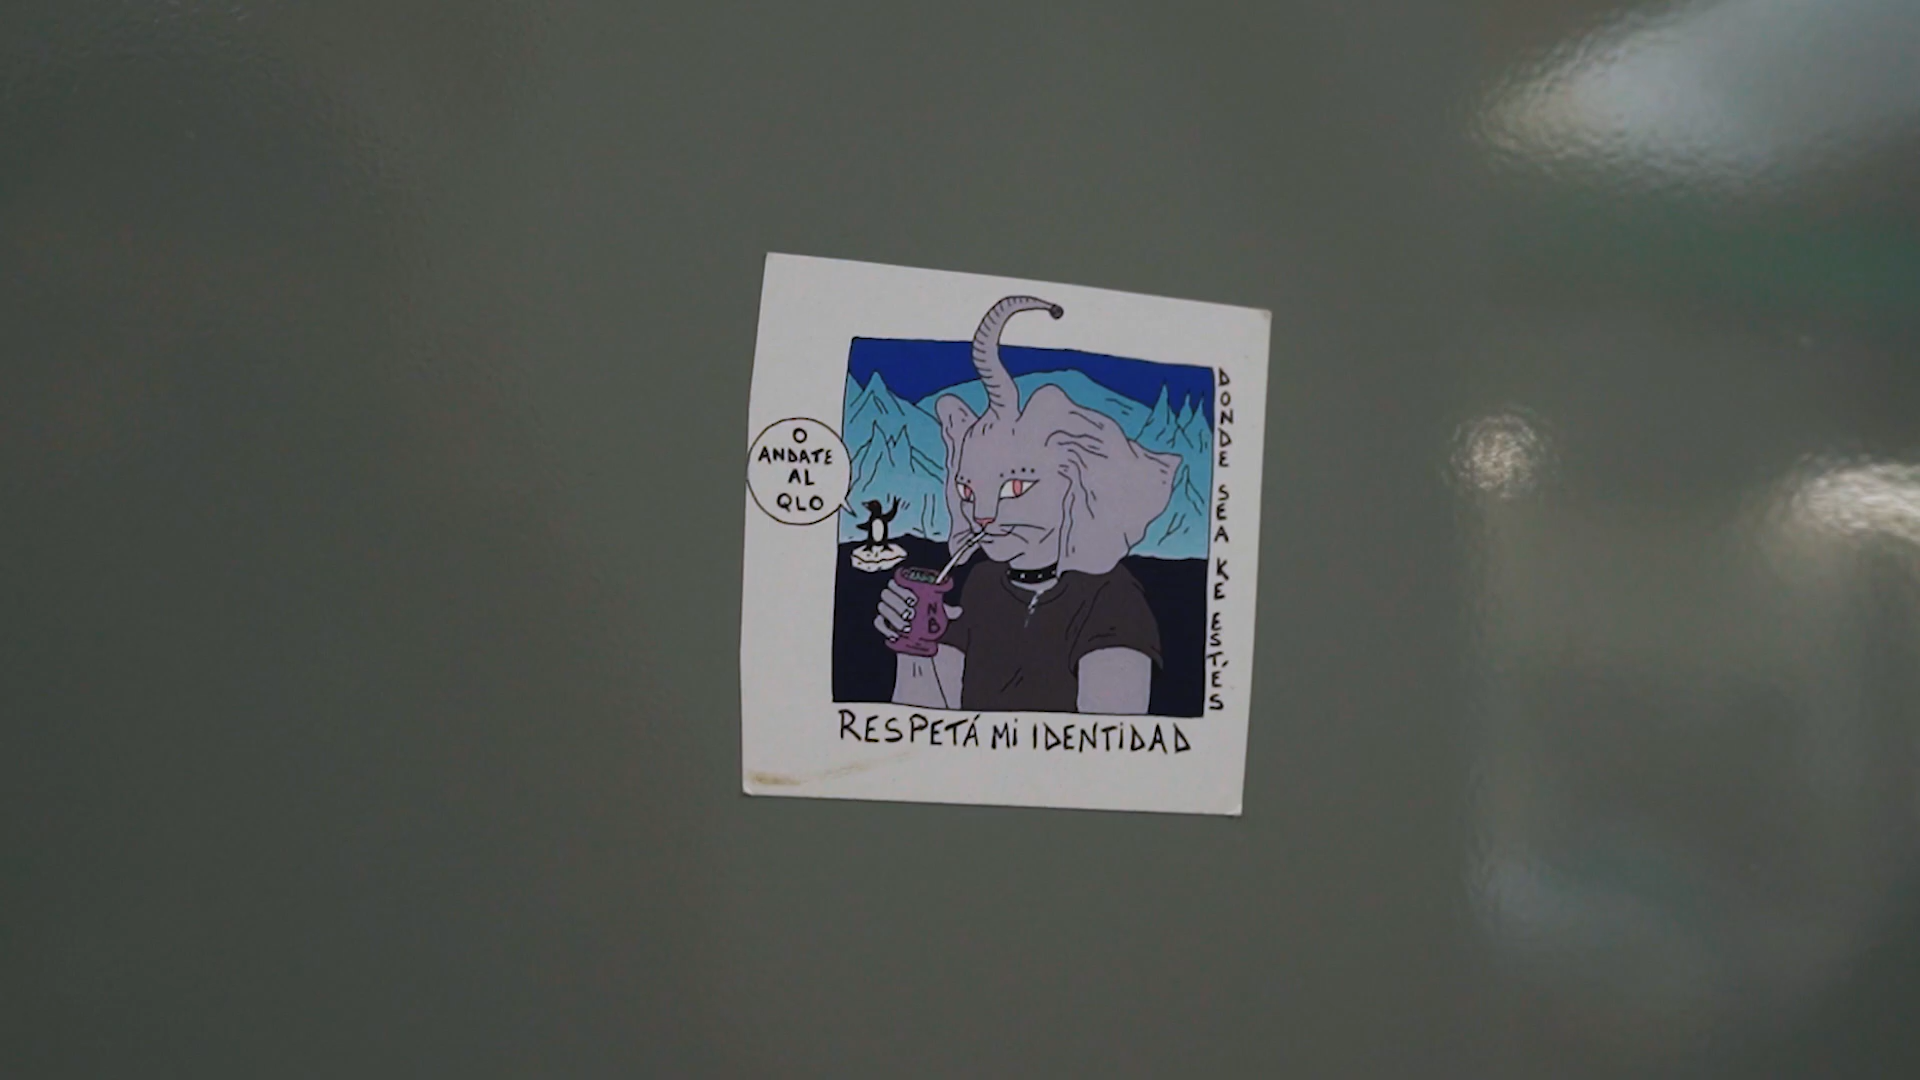 O
ANDATE
AL
QLO
DONDE SEA KE ESTÉS
NB
RESPETÁ Mi IDENTiDAD